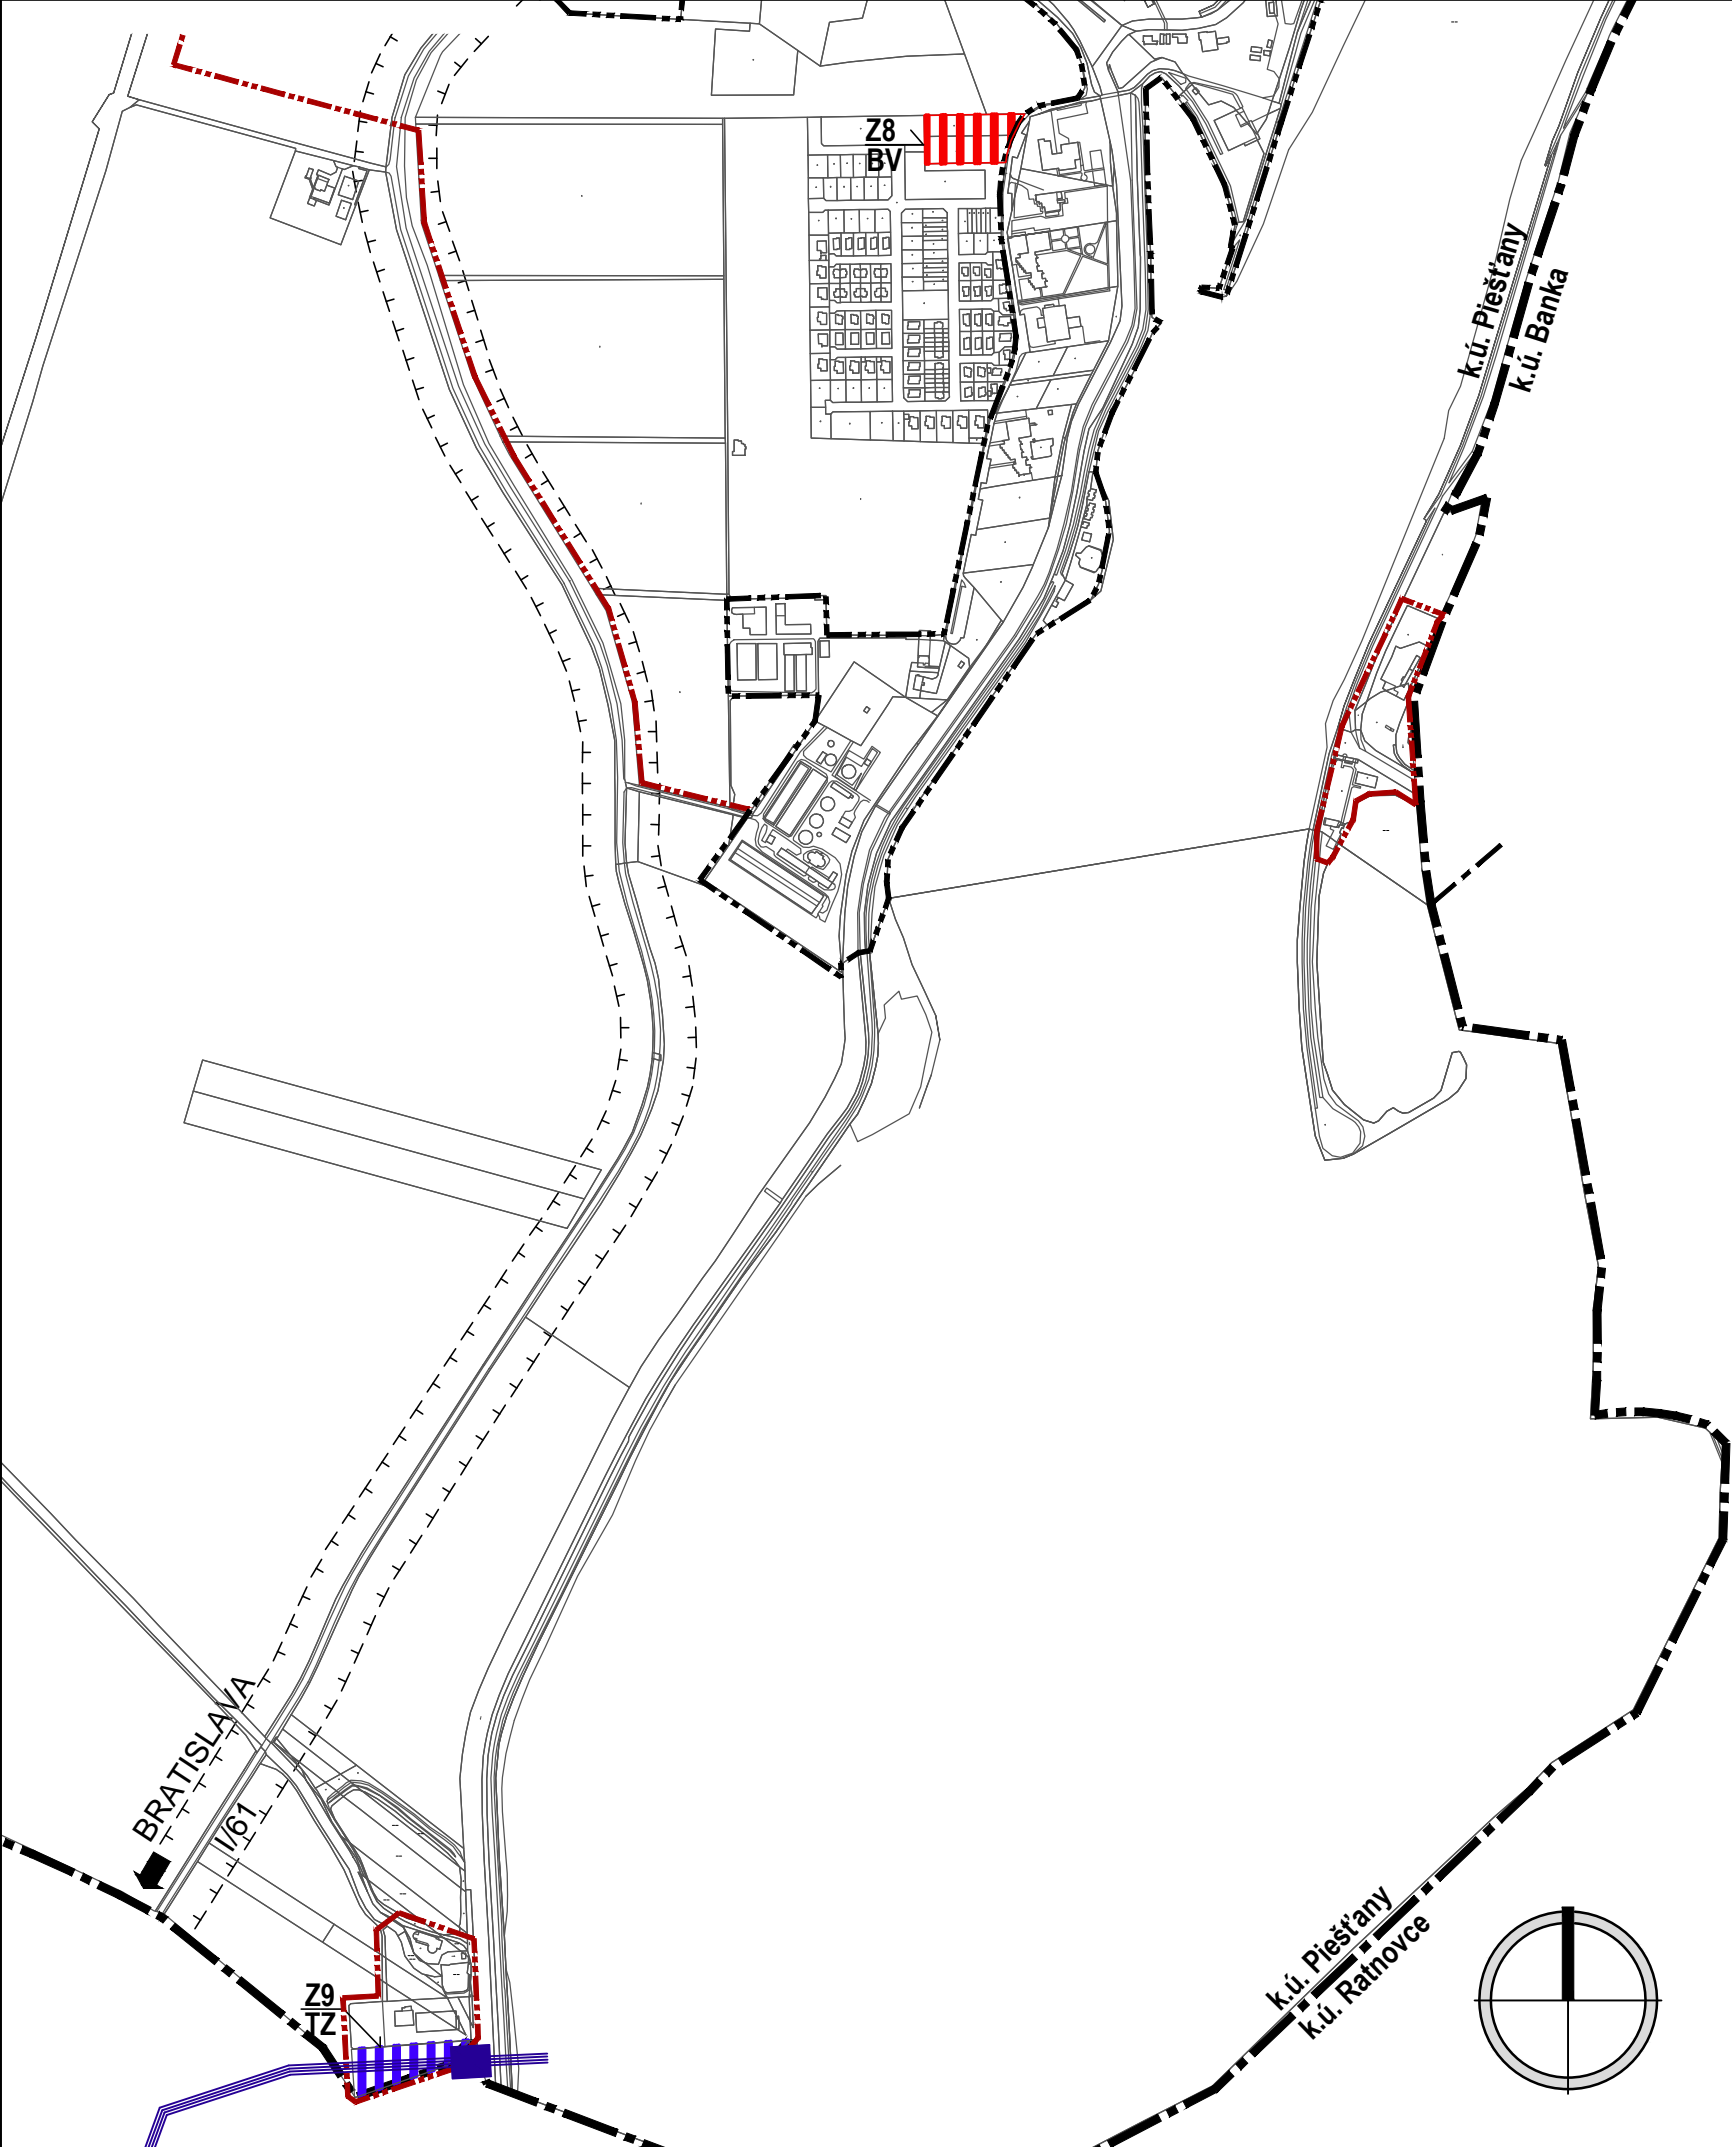 Z8
BV
k.ú. Piešťany
k.ú. Banka
BRATISLAVA
I/61
k.ú. Piešťany
k.ú. Ratnovce
Z9
TZ